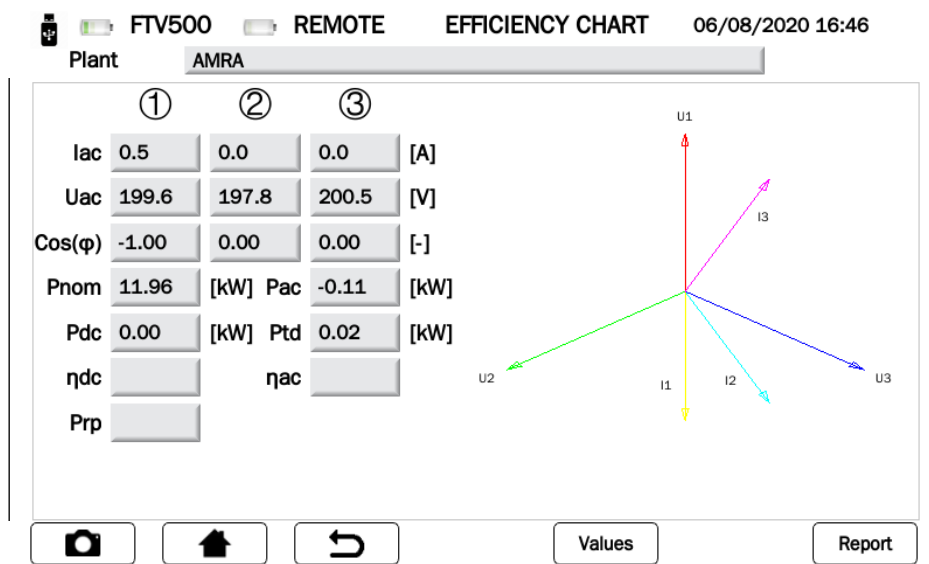 FTV500 REMOTE EFFICIENCY CHART 06/08/2020 16:46
Plant AMRA
① ② ③
Iac 0.5 0.0 0.0 [A]
Uac 199.6 197.8 200.5 [V]
Cos(φ) -1.00 0.00 0.00 [-]
Pnom 11.96 [kW] Pac -0.11 [kW]
Pdc 0.00 [kW] Ptd 0.02 [kW]
ηdc ηac
Prp
U1
I3
U2 I1 I2 U3
Values Report